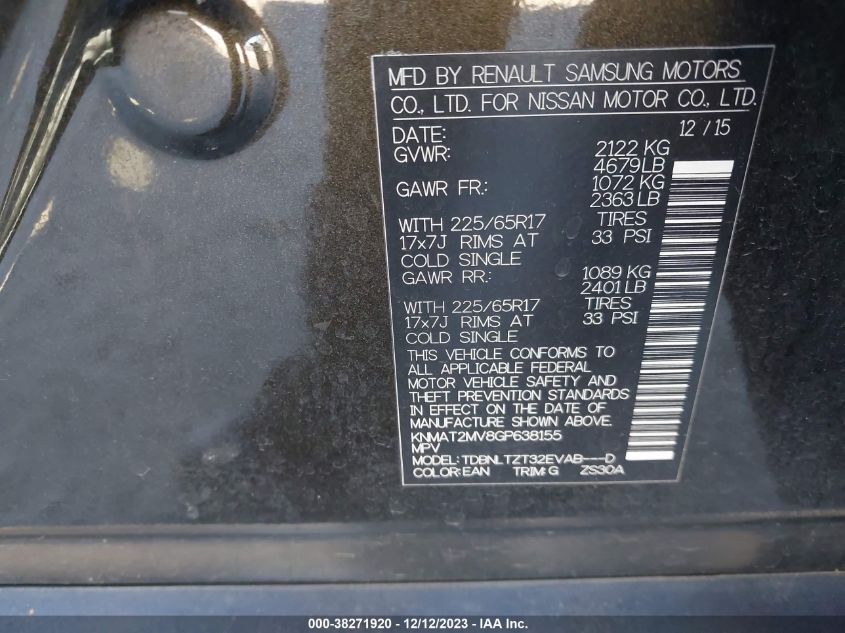 MFD BY RENAULT SAMSUNG MOTORS
CO., LTD. FOR NISSAN MOTOR CO., LTD.
DATE: 12 / 15
GVWR: 2122 KG
4679 LB
GAWR FR.: 1072 KG
2363 LB
WITH 225/65R17 TIRES
17x7J RIMS AT 33 PSI
COLD SINGLE
GAWR RR.: 1089 KG
2401 LB
WITH 225/65R17 TIRES
17x7J RIMS AT 33 PSI
COLD SINGLE
THIS VEHICLE CONFORMS TO
ALL APPLICABLE FEDERAL
MOTOR VEHICLE SAFETY AND
THEFT PREVENTION STANDARDS
IN EFFECT ON THE DATE OF
MANUFACTURE SHOWN ABOVE.
KNMAT2MV8GP638155
MPV
MODEL: TDBNLTZT32EVAB---D
COLOR: EAN TRIM: G ZS30A
000-38271920 - 12/12/2023 - IAA Inc.